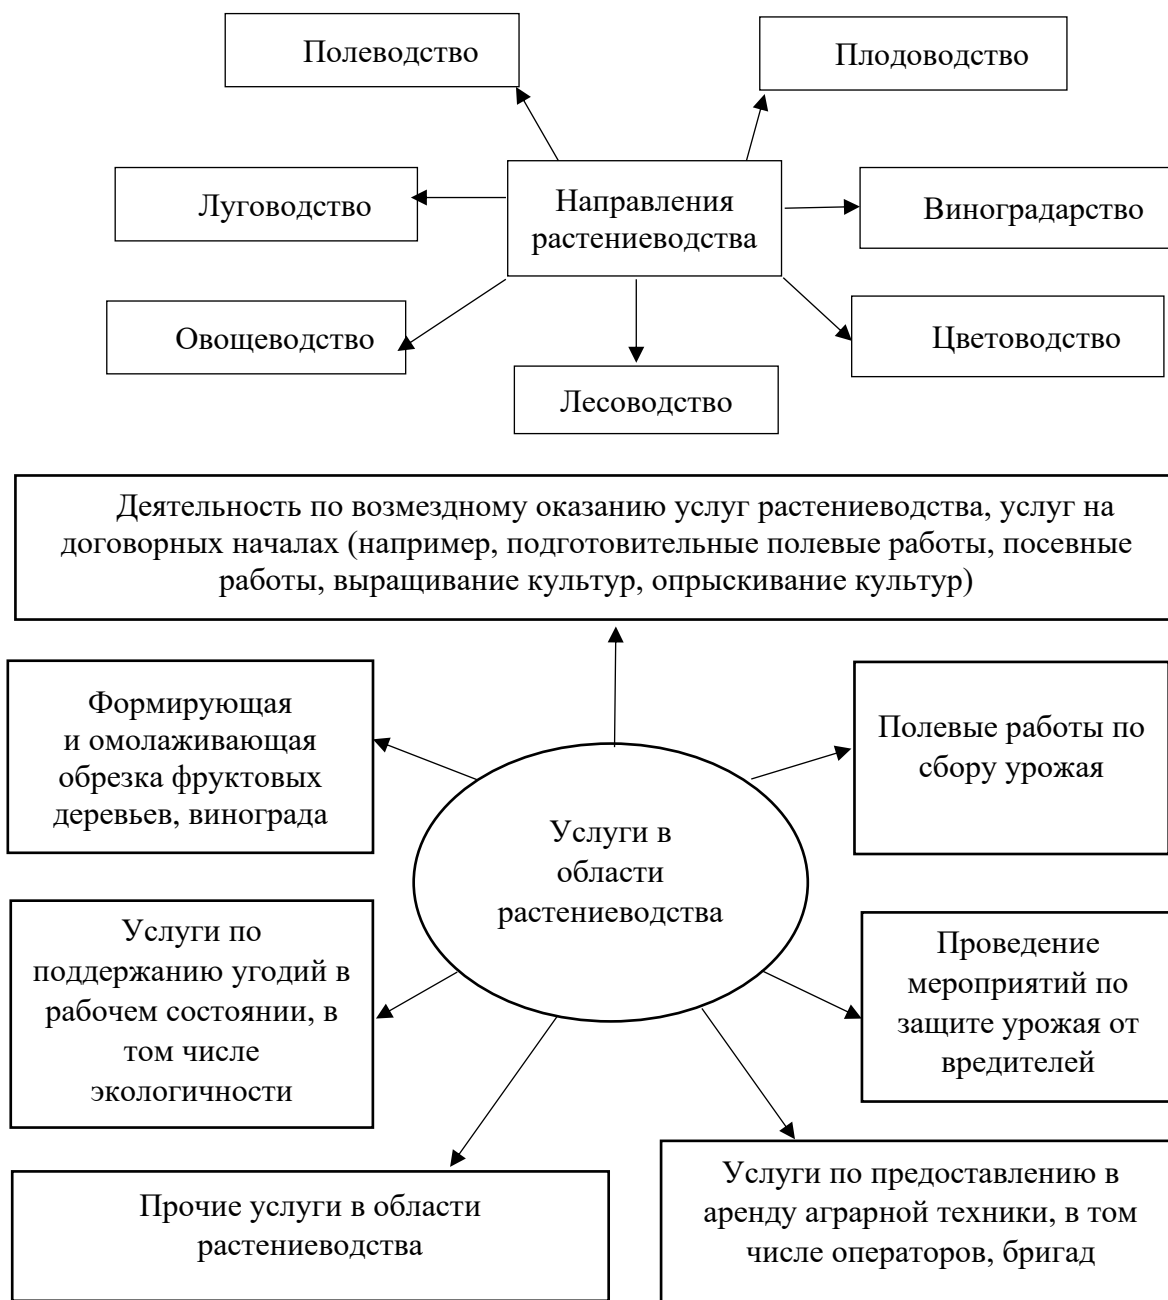 Полеводство
Плодоводство
Направления
растениеводства
Луговодство
Виноградарство
Овощеводство
Цветоводство
Лесоводство
Деятельность по возмездному оказанию услуг растениеводства, услуг на
договорных началах (например, подготовительные полевые работы, посевные
работы, выращивание культур, опрыскивание культур)
Формирующая
и омолаживающая
обрезка фруктовых
деревьев, винограда
Полевые работы по
сбору урожая
Услуги в
области
растениеводства
Услуги по
поддержанию угодий в
рабочем состоянии, в
том числе
экологичности
Проведение
мероприятий по
защите урожая от
вредителей
Прочие услуги в области
растениеводства
Услуги по предоставлению в
аренду аграрной техники, в том
числе операторов, бригад